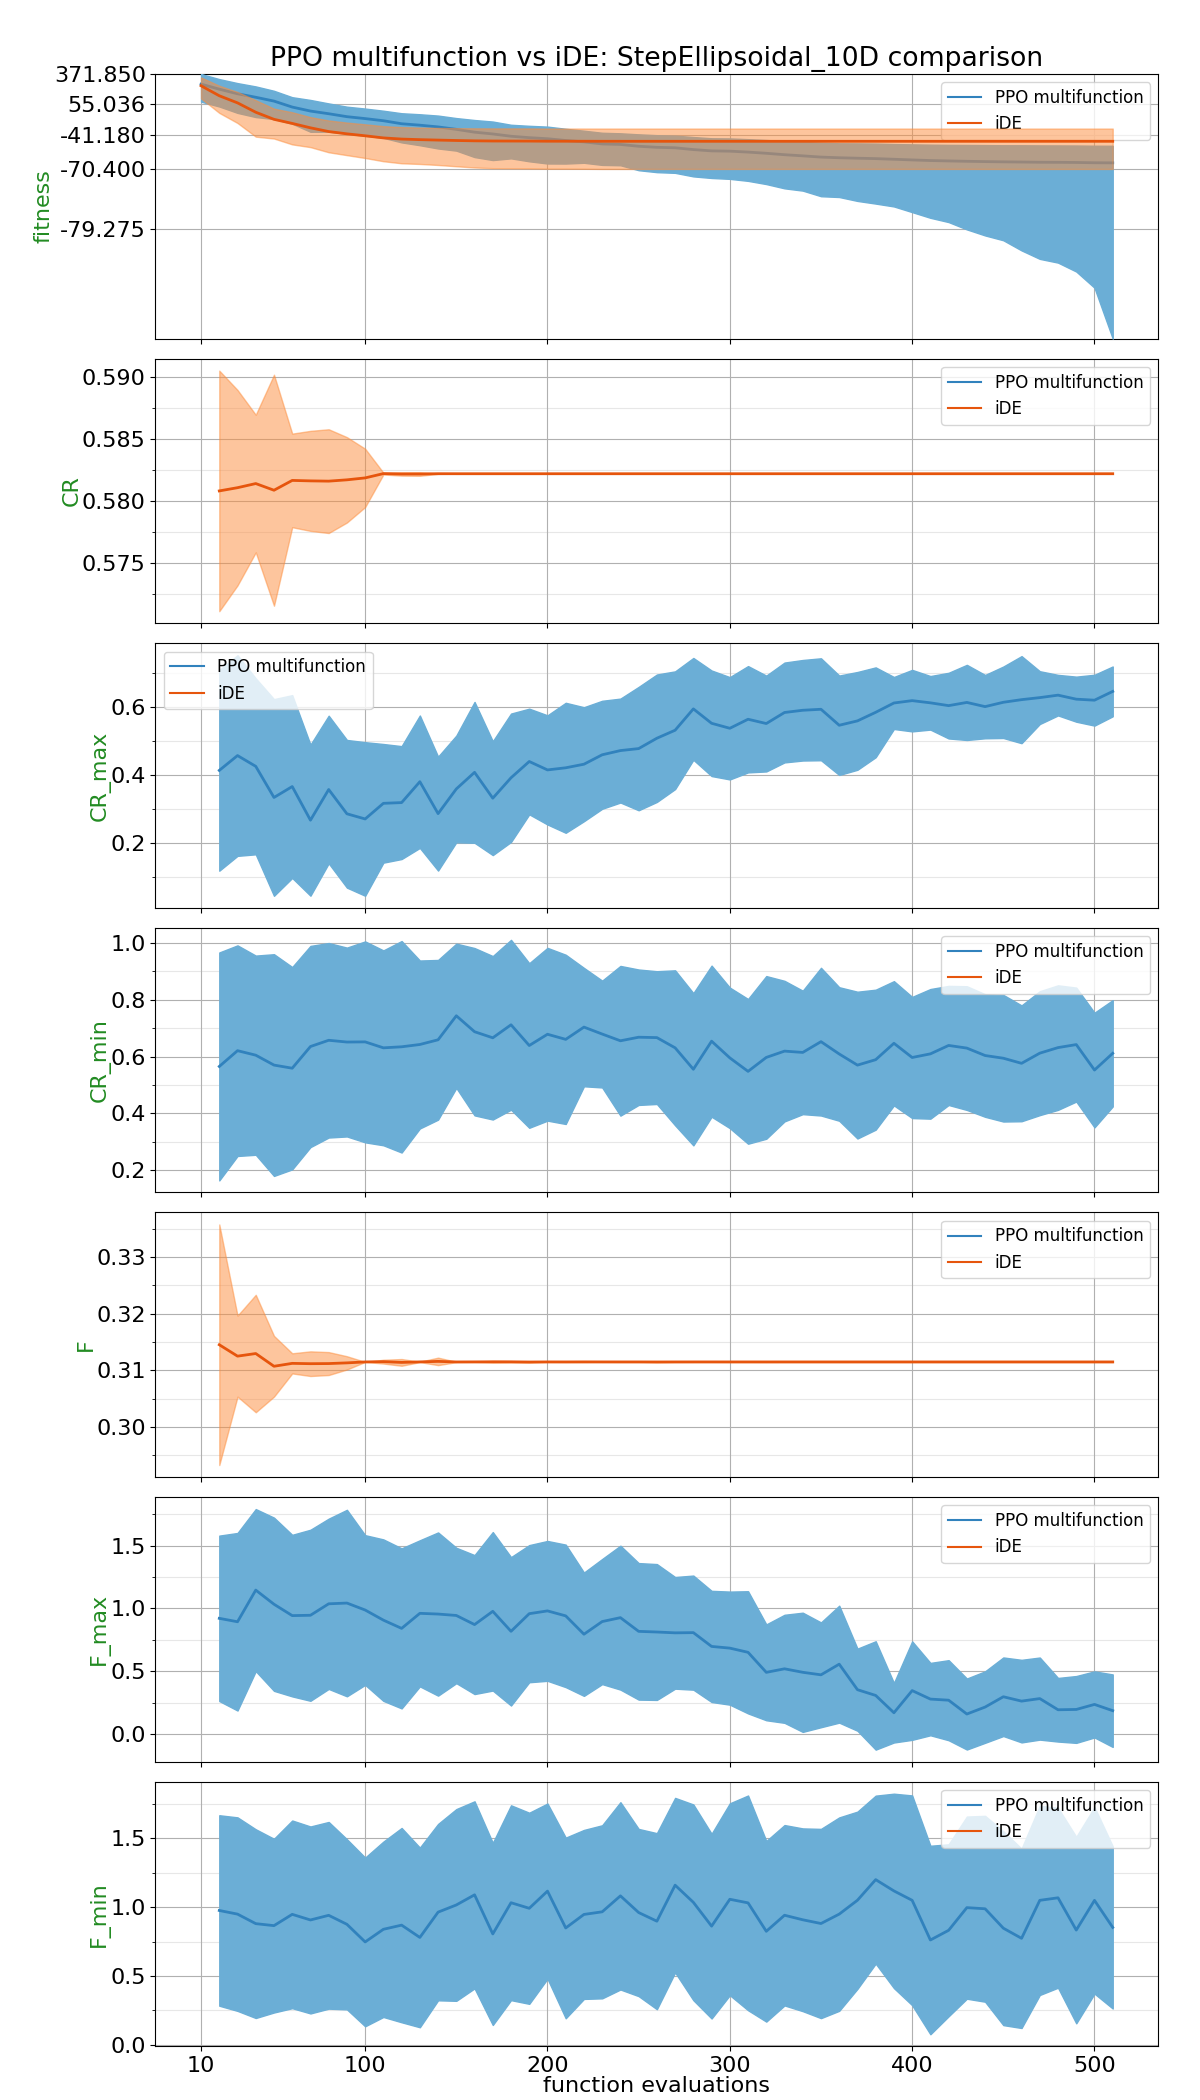 PPO multifunction vs iDE: StepEllipsoidal_10D comparison
371.850
55.036
-41.180
-70.400
-79.275
fitness
PPO multifunction
iDE
0.590
0.585
0.580
0.575
CR
PPO multifunction
iDE
0.6
0.4
0.2
CR_max
PPO multifunction
iDE
1.0
0.8
0.6
0.4
0.2
CR_min
PPO multifunction
iDE
0.33
0.32
0.31
0.30
F
PPO multifunction
iDE
1.5
1.0
0.5
0.0
F_max
PPO multifunction
iDE
1.5
1.0
0.5
0.0
F_min
PPO multifunction
iDE
10 100 200 300 400 500
function evaluations